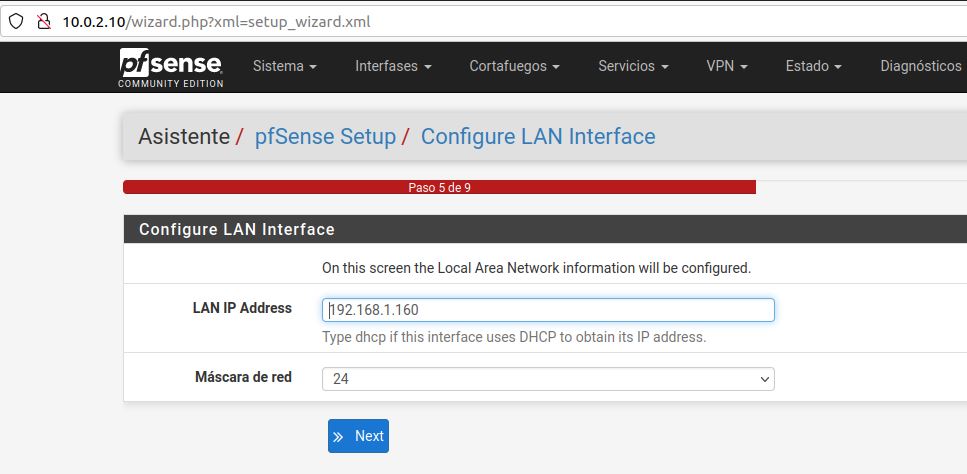 10.0.2.10/wizard.php?xml=setup_wizard.xml
pfsense
COMMUNITY EDITION
Sistema Interfases Cortafuegos Servicios VPN Estado Diagnósticos
Asistente / pfSense Setup / Configure LAN Interface
Paso 5 de 9
Configure LAN Interface
On this screen the Local Area Network information will be configured.
LAN IP Address 192.168.1.160
Type dhcp if this interface uses DHCP to obtain its IP address.
Máscara de red 24
Next